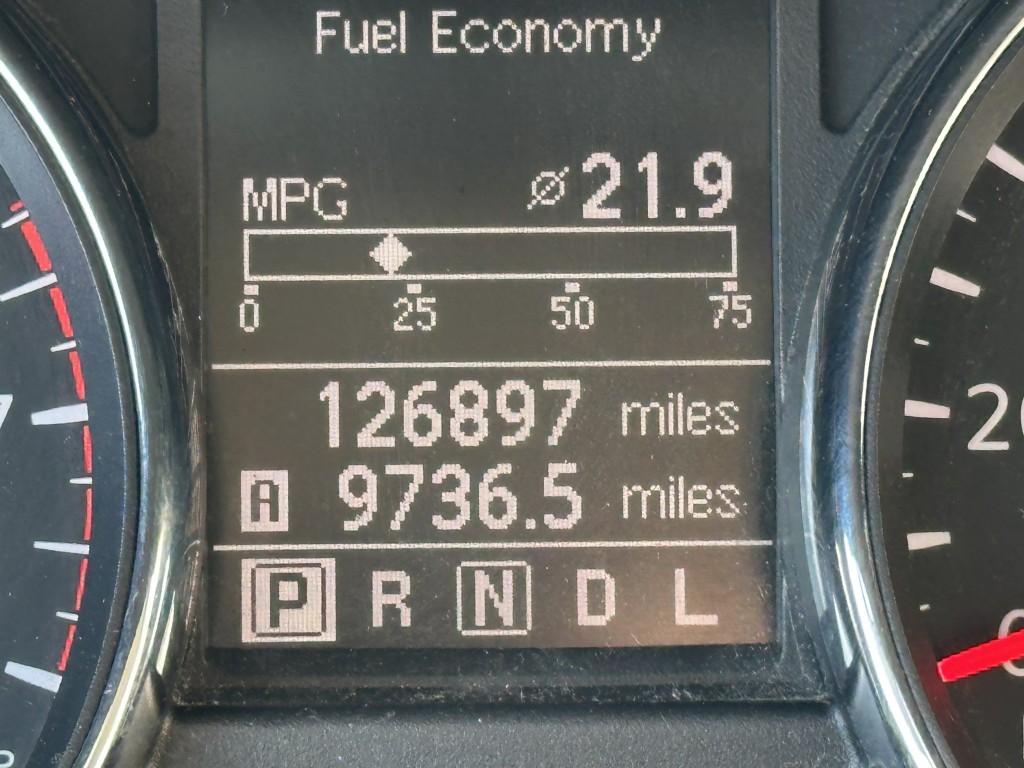 Fuel Economy
MPG ⌀21.9
0 25 50 75
126897 miles
A 9736.5 miles
P R N D L